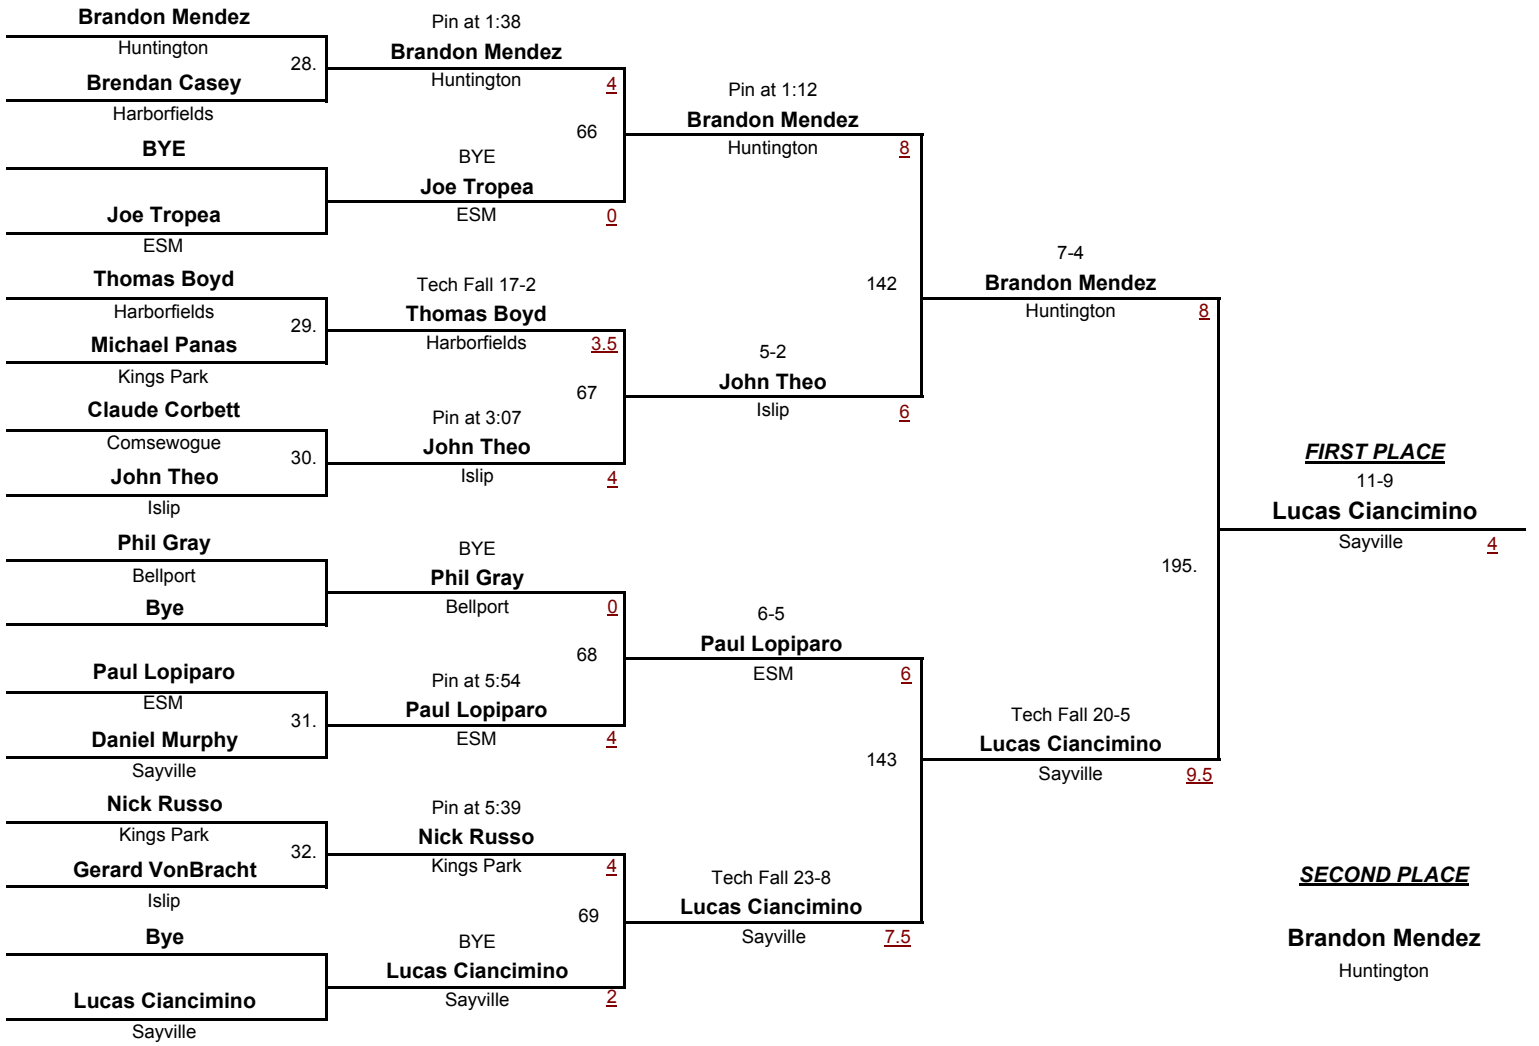 Brandon Mendez
Huntington
28.
Brendan Casey
Harborfields
BYE
Joe Tropea
ESM
Thomas Boyd
Harborfields
29.
Michael Panas
Kings Park
Claude Corbett
Comsewogue
30.
John Theo
Islip
Phil Gray
Bellport
Bye
Paul Lopiparo
ESM
31.
Daniel Murphy
Sayville
Nick Russo
Kings Park
32.
Gerard VonBracht
Islip
Bye
Lucas Ciancimino
Sayville
Pin at 1:38
Brandon Mendez
Huntington
4
66
BYE
Joe Tropea
ESM
0
Tech Fall 17-2
Thomas Boyd
Harborfields
3.5
67
Pin at 3:07
John Theo
Islip
4
BYE
Phil Gray
Bellport
0
68
Pin at 5:54
Paul Lopiparo
ESM
4
Pin at 5:39
Nick Russo
Kings Park
4
69
BYE
Lucas Ciancimino
Sayville
2
Pin at 1:12
Brandon Mendez
Huntington
8
142
5-2
John Theo
Islip
6
6-5
Paul Lopiparo
ESM
6
143
Tech Fall 23-8
Lucas Ciancimino
Sayville
7.5
7-4
Brandon Mendez
Huntington
8
195.
Tech Fall 20-5
Lucas Ciancimino
Sayville
9.5
FIRST PLACE
11-9
Lucas Ciancimino
Sayville
4
SECOND PLACE
Brandon Mendez
Huntington